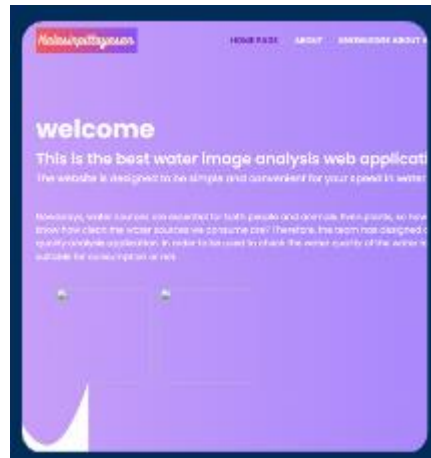 Kalasinpittayasan
HOME PAGE ABOUT KNOWLEDGE ABOUT
welcome
This is the best water image analysis web applicati
The website is designed to be simple and convenient for your speed in water
Nowadays, water sources are essential for both people and animals. Even plants, so how
know how clean the water sources we consume are? Therefore, the team has designed
quality analysis application. In order to be used to check the water quality of the water
suitable for consumption or not.